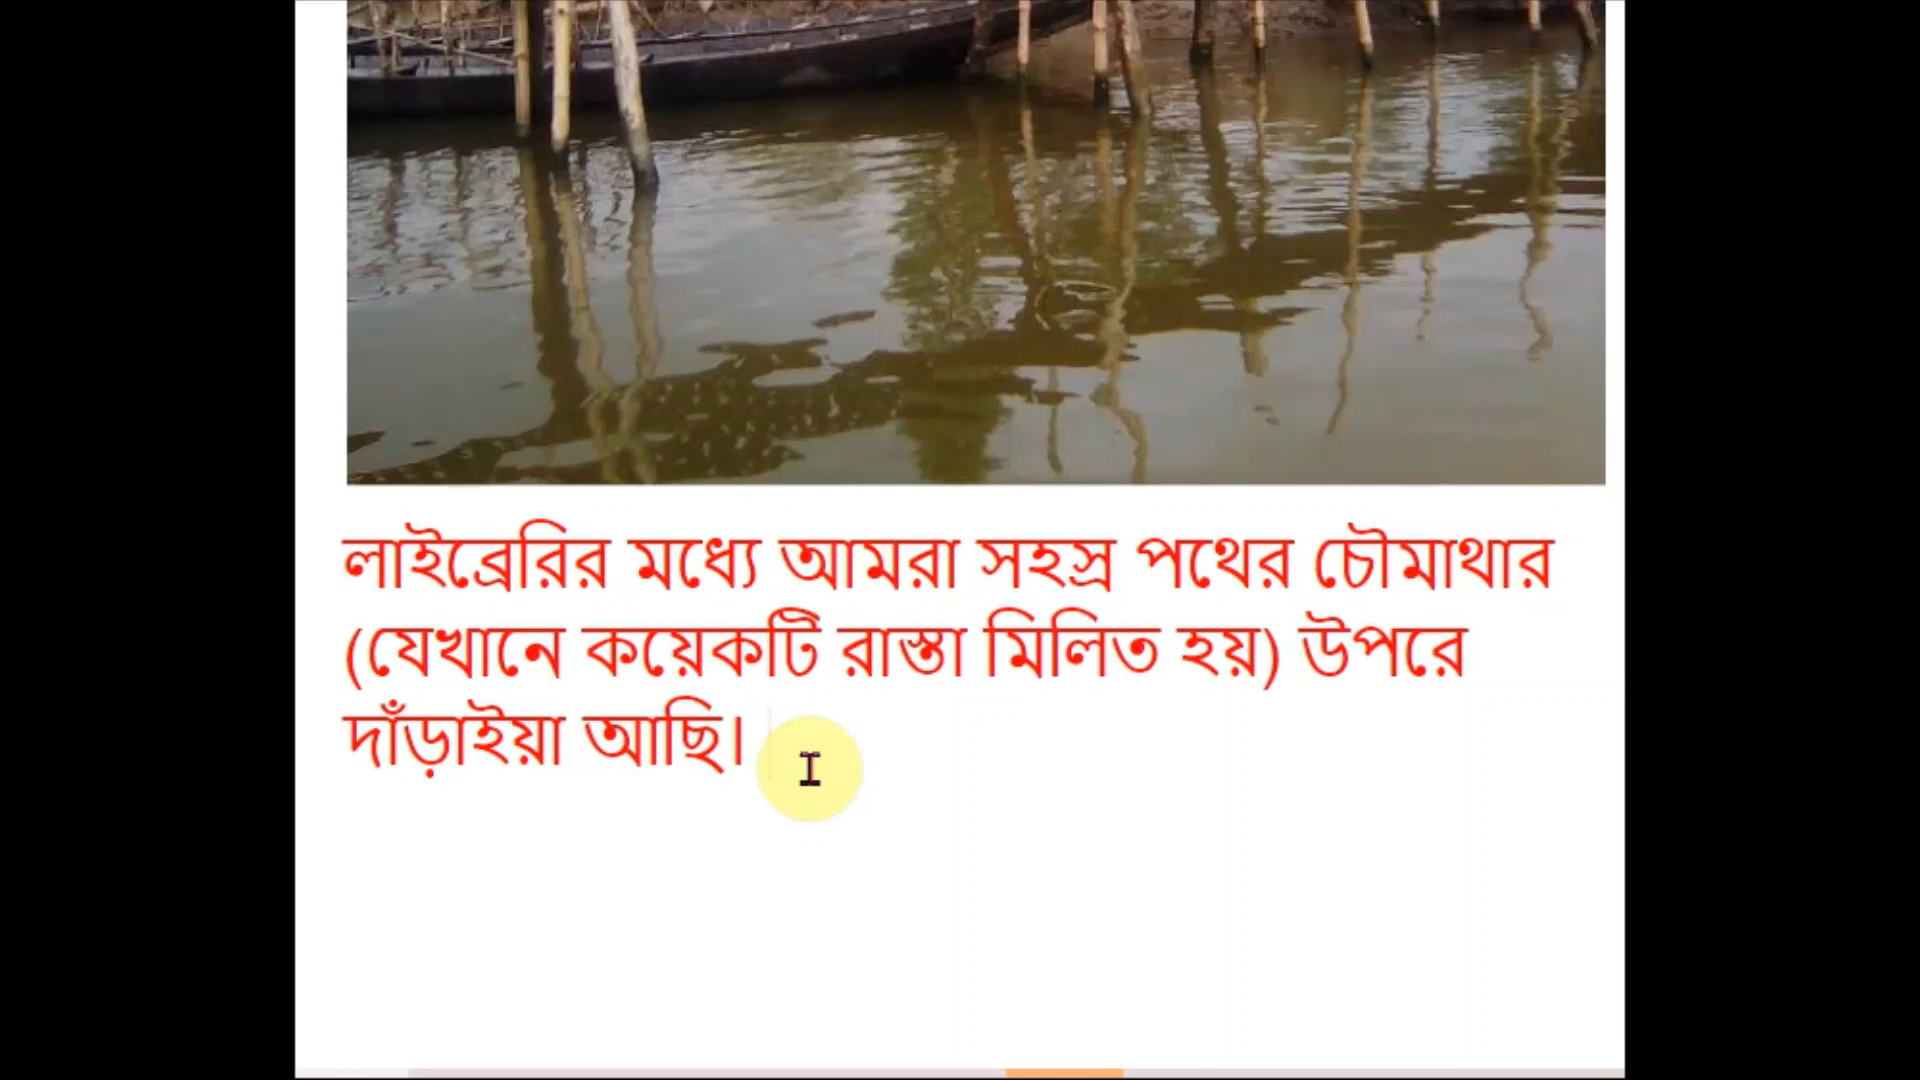 লাইব্রেরির মধ্যে আমরা সহস্র পথের চৌমাথার
(যেখানে কয়েকটি রাস্তা মিলিত হয়) উপরে
দাঁড়াইয়া আছি।